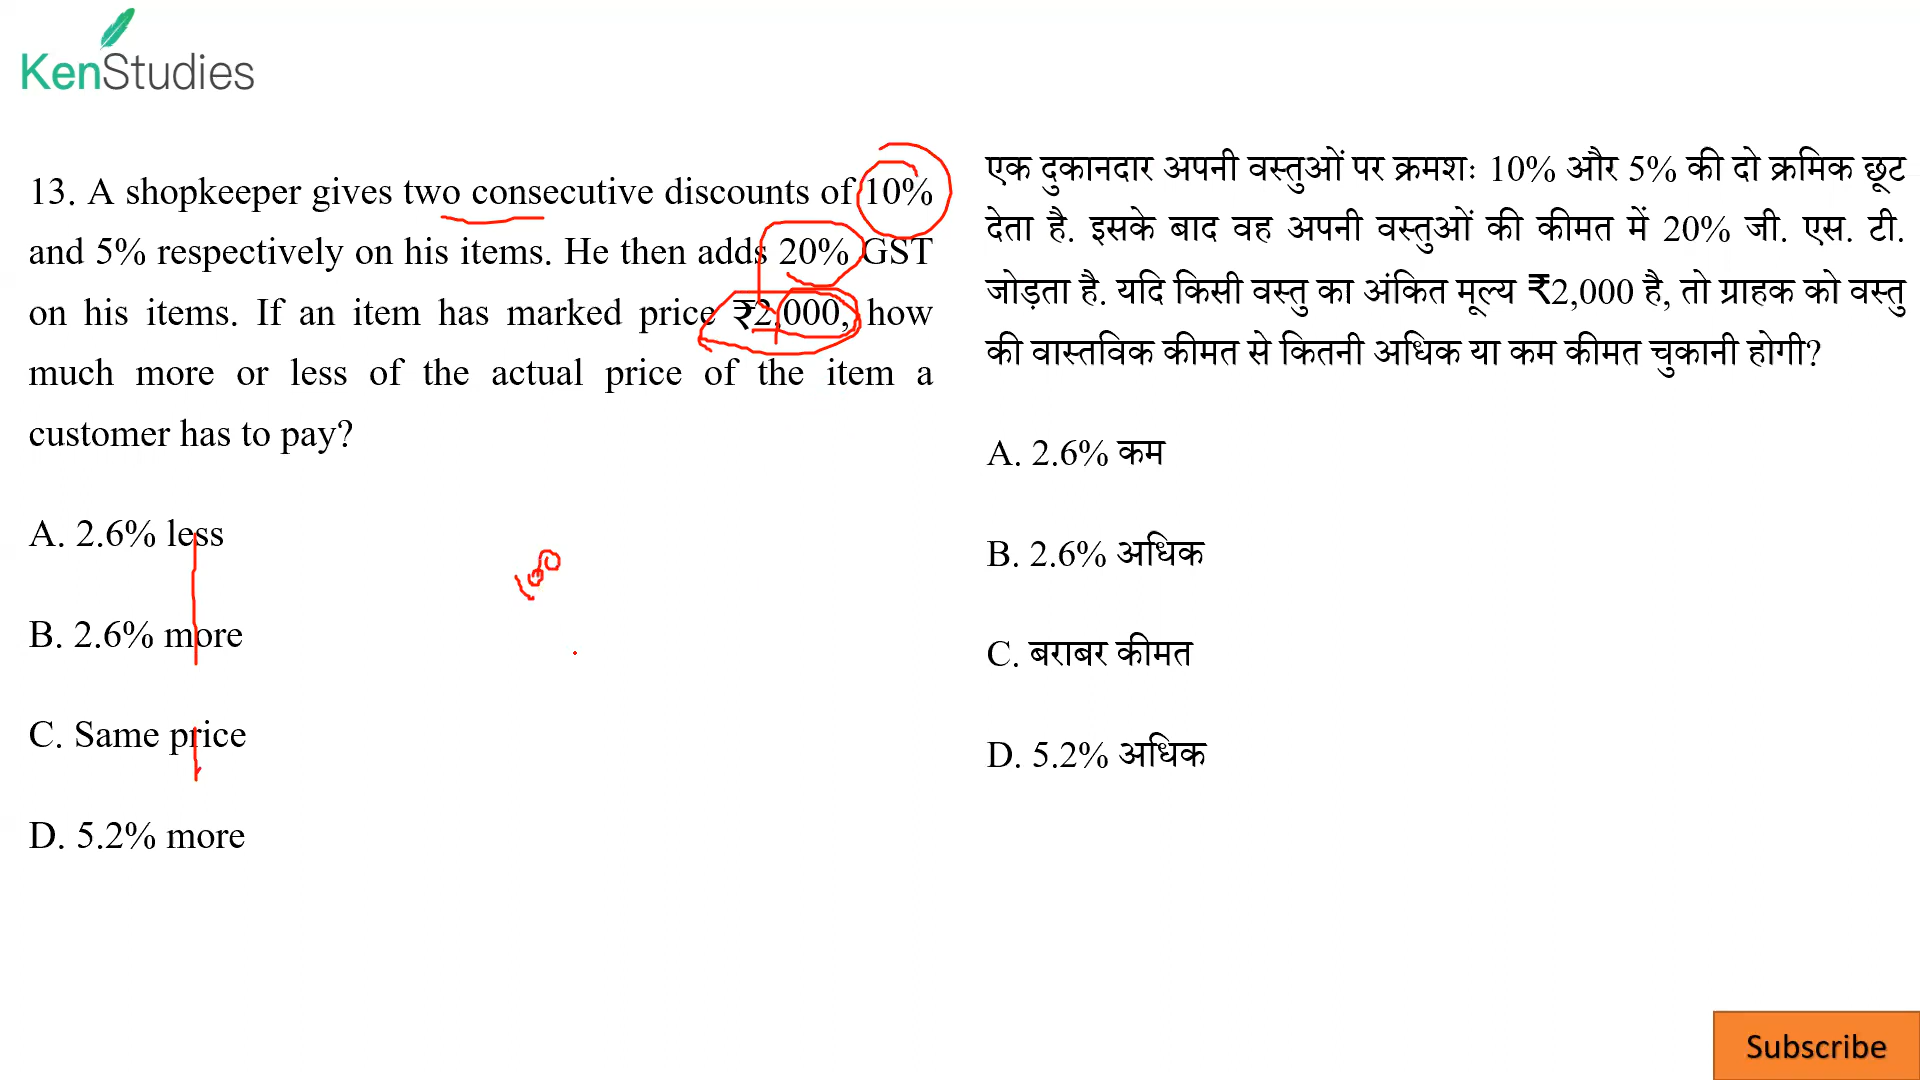 KenStudies
13. A shopkeeper gives two consecutive discounts of 10%
and 5% respectively on his items. He then adds 20% GST
on his items. If an item has marked price ₹2,000, how
much more or less of the actual price of the item a
customer has to pay?
A. 2.6% less
B. 2.6% more
C. Same price
D. 5.2% more
100
एक दुकानदार अपनी वस्तुओं पर क्रमशः 10% और 5% की दो क्रमिक छूट
देता है. इसके बाद वह अपनी वस्तुओं की कीमत में 20% जी. एस. टी.
जोड़ता है. यदि किसी वस्तु का अंकित मूल्य ₹2,000 है, तो ग्राहक को वस्तु
की वास्तविक कीमत से कितनी अधिक या कम कीमत चुकानी होगी?
A. 2.6% कम
B. 2.6% अधिक
C. बराबर कीमत
D. 5.2% अधिक
Subscribe